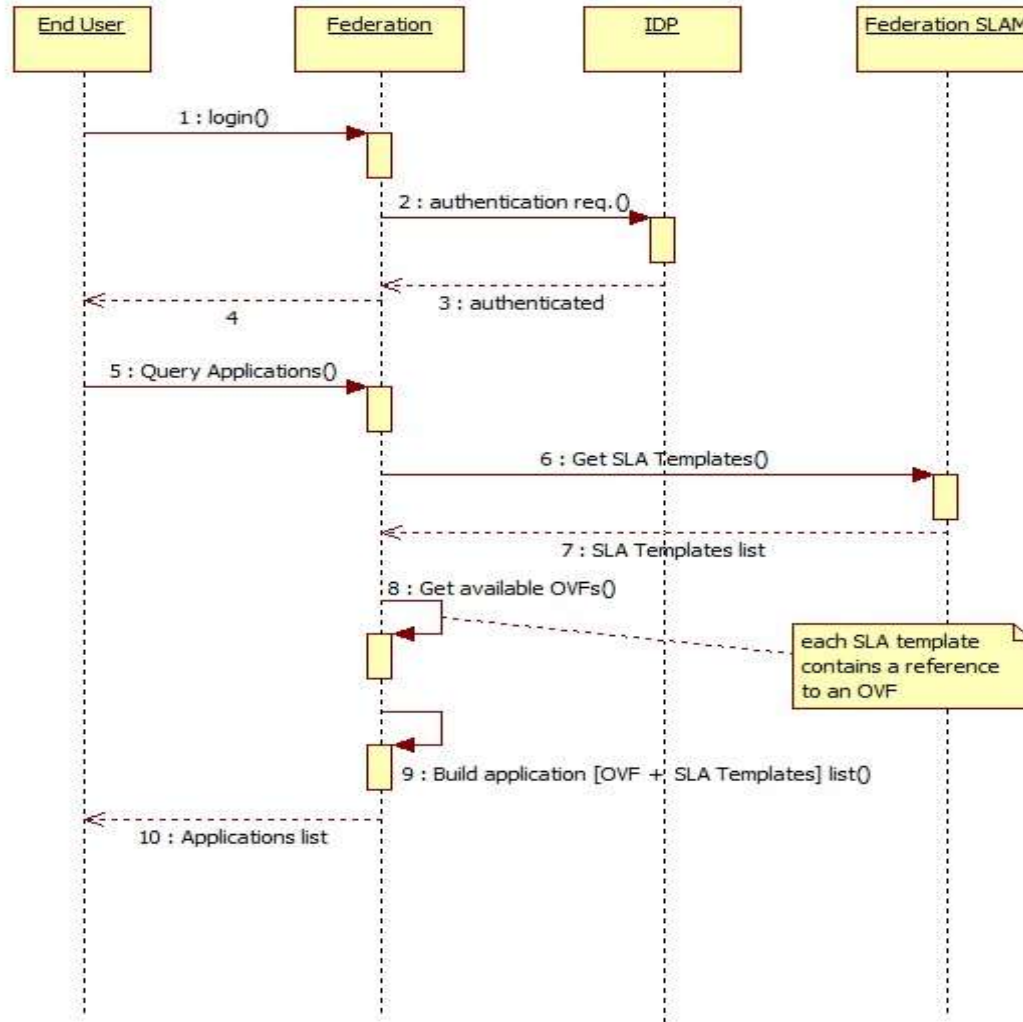 End User
Federation
IDP
Federation SLAM
1 : login()
2 : authentication req.()
3 : authenticated
4
5 : Query Applications()
6 : Get SLA Templates()
7 : SLA Templates list
8 : Get available OVFs()
each SLA template
contains a reference
to an OVF
9 : Build application [OVF + SLA Templates] list()
10 : Applications list